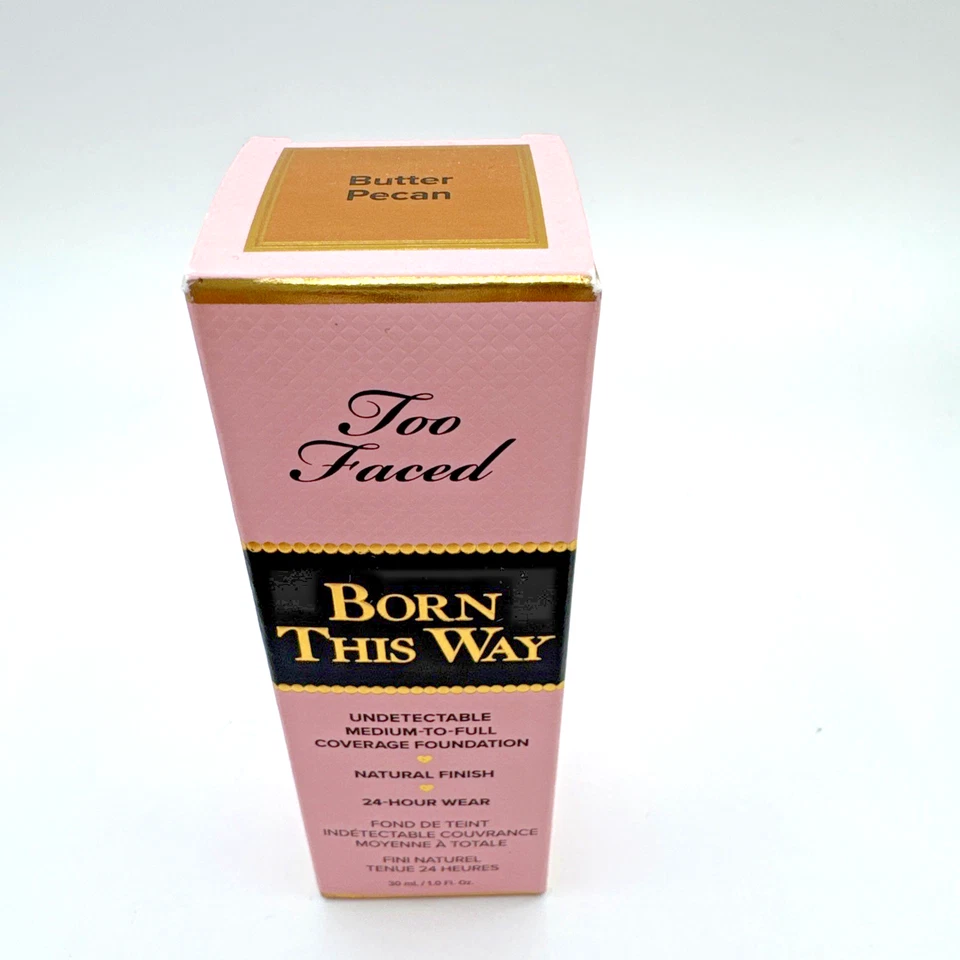 Butter
Pecan
Too
Faced
BORN
THIS WAY
UNDETECTABLE
MEDIUM-TO-FULL
COVERAGE FOUNDATION
NATURAL FINISH
24-HOUR WEAR
FOND DE TEINT
INDÉTECTABLE COUVRANCE
MOYENNE À TOTALE
FINI NATUREL
TENUE 24 HEURES
30 mL / 1.0 Fl. Oz.